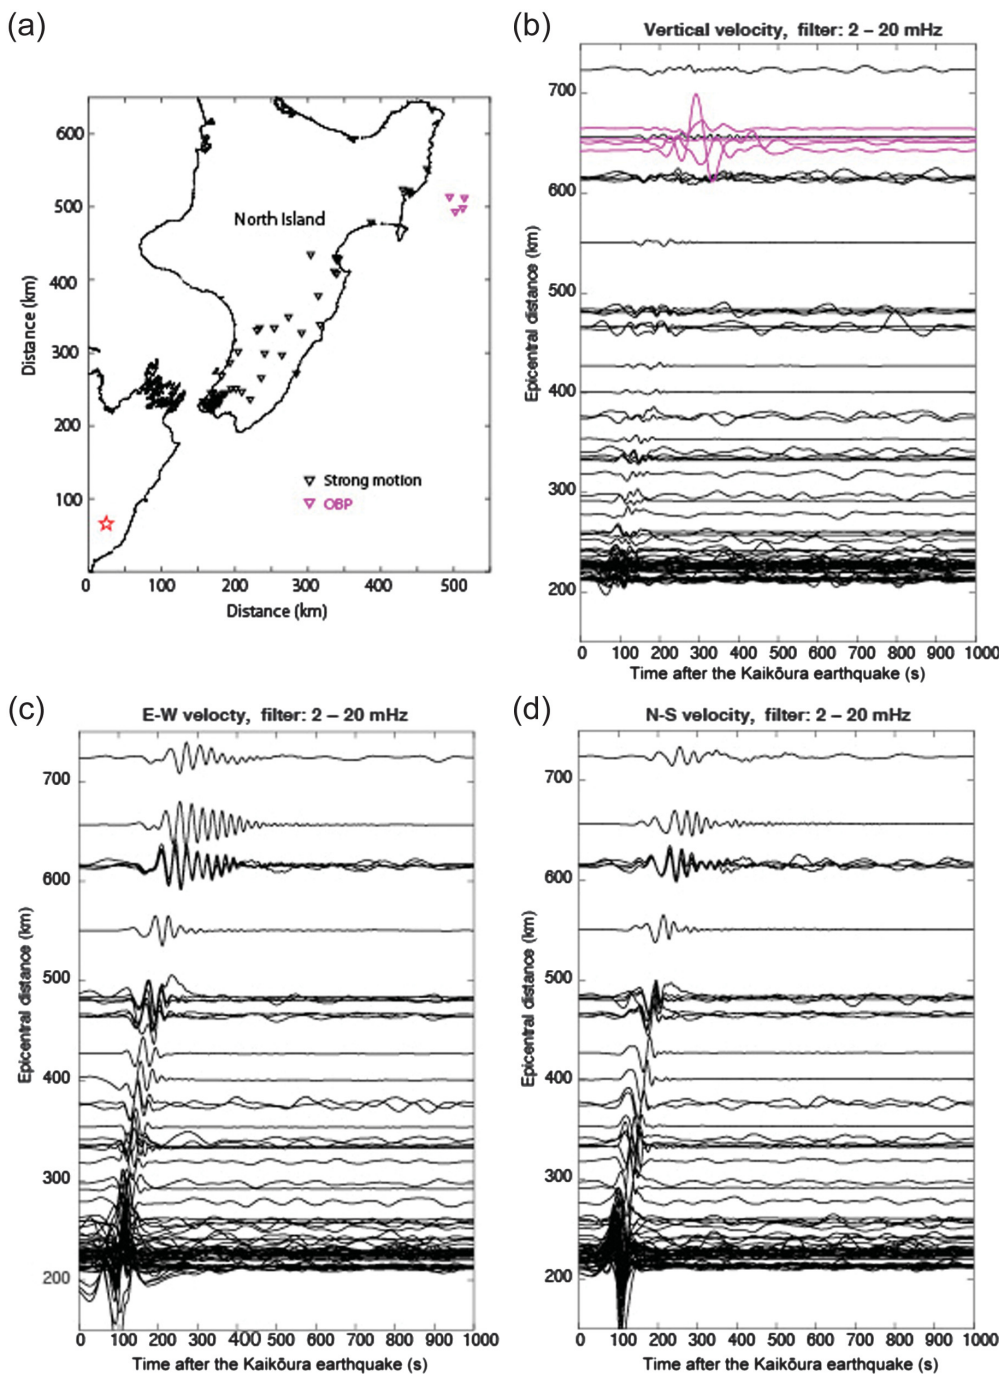 (a)
600
500
400
300
200
100
0
100
200
300
400
500
Distance (km)
Distance (km)
North Island
Strong motion
OBP
(b)
Vertical velocity, filter: 2 – 20 mHz
700
600
500
400
300
200
Epicentral distance (km)
0 100 200 300 400 500 600 700 800 900 1000
Time after the Kaikōura earthquake (s)
(c)
E-W velocty, filter: 2 – 20 mHz
700
600
500
400
300
200
Epicentral distance (km)
0 100 200 300 400 500 600 700 800 900 1000
Time after the Kaikōura earthquake (s)
(d)
N-S velocity, filter: 2 – 20 mHz
700
600
500
400
300
200
Epicentral distance (km)
0 100 200 300 400 500 600 700 800 900 1000
Time after the Kaikōura earthquake (s)